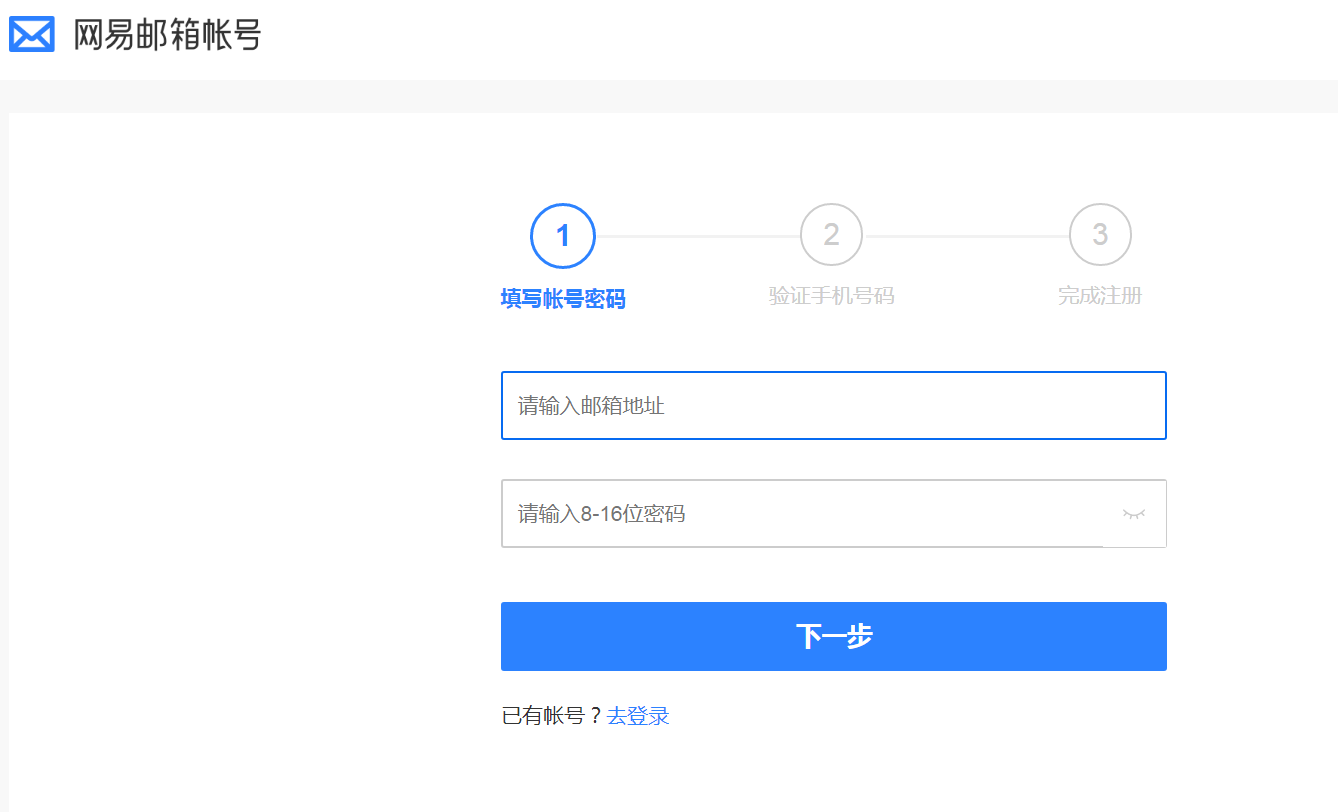 网易邮箱帐号
1 2 3
填写帐号密码 验证手机号码 完成注册
请输入邮箱地址
请输入8-16位密码
下一步
已有帐号？去登录